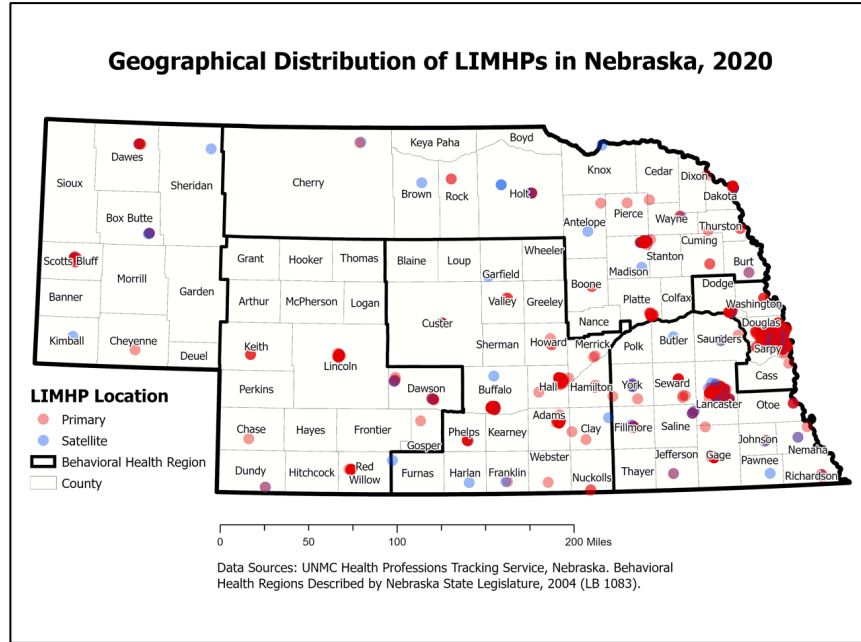 Geographical Distribution of LIMHPs in Nebraska, 2020
Boyd
Keya Paha
Dawes
Sioux
Sheridan
Cherry
Brown
Rock
Holt
Knox
Cedar
Dixon
Dakota
Box Butte
Antelope
Pierce
Wayne
Thurston
Scotts Bluff
Morrill
Garden
Banner
Grant
Hooker
Thomas
Blaine
Loup
Garfield
Wheeler
Madison
Stanton
Cuming
Burt
Arthur
McPherson
Logan
Custer
Valley
Greeley
Boone
Platte
Colfax
Dodge
Washington
Nance
Kimball
Cheyenne
Deuel
Keith
Lincoln
Sherman
Howard
Merrick
Polk
Butler
Saunders
Douglas
Sarpy
Perkins
Dawson
Buffalo
Hall
Hamilton
York
Seward
Lancaster
Cass
Otoe
Chase
Hayes
Frontier
Gosper
Phelps
Kearney
Adams
Clay
Fillmore
Saline
Johnson
Nemaha
Dundy
Hitchcock
Red
Willow
Furnas
Harlan
Franklin
Webster
Nuckolls
Thayer
Jefferson
Gage
Pawnee
Richardson
LIMHP Location
Primary
Satellite
Behavioral Health Region
County
0 50 100 200 Miles
Data Sources: UNMC Health Professions Tracking Service, Nebraska. Behavioral
Health Regions Described by Nebraska State Legislature, 2004 (LB 1083).